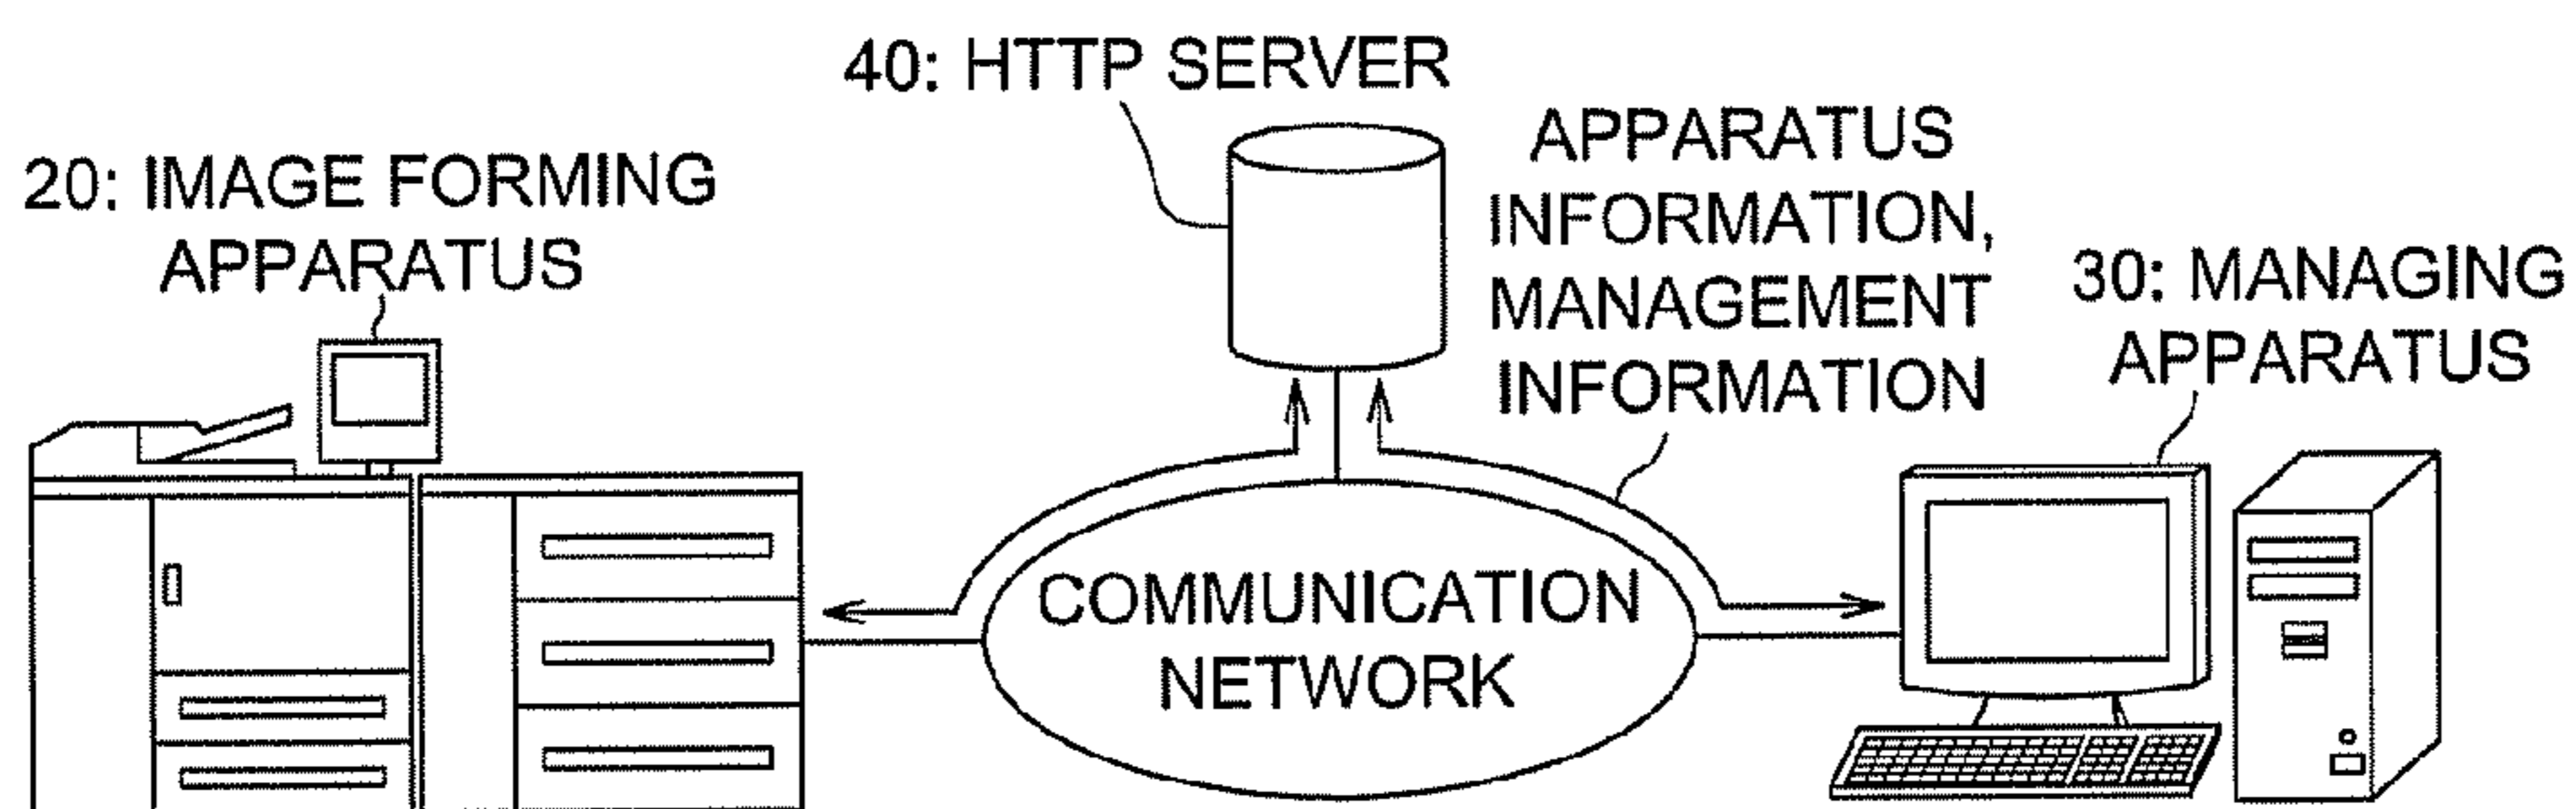 40: HTTP SERVER
20: IMAGE FORMING
APPARATUS
APPARATUS
INFORMATION,
MANAGEMENT
INFORMATION
30: MANAGING
APPARATUS
COMMUNICATION
NETWORK